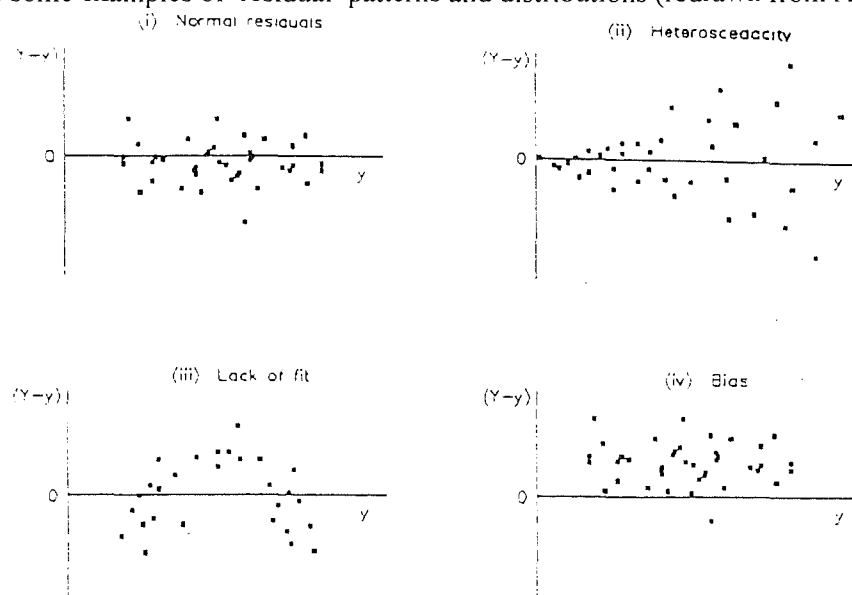 some examples of residual patterns and distributions (redrawn from
(i) Normal residuals
(Y-y)
0
y
(ii) Heteroscedacity
(Y-y)
0
y
(iii) Lack of fit
(Y-y)
0
y
(iv) Bias
(Y-y)
0
y